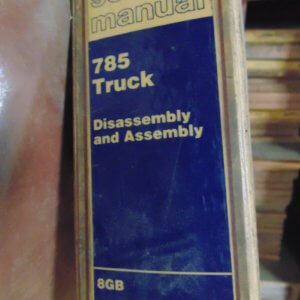 manual
785
Truck
Disassembly
and Assembly
8GB